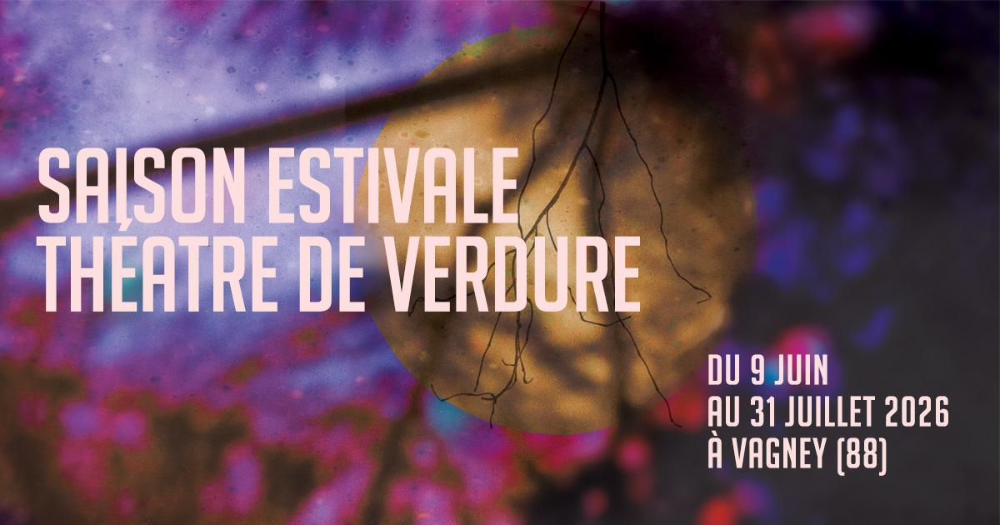 SAISON ESTIVALE
THÉATRE DE VERDURE
DU 9 JUIN
AU 31 JUILLET 2026
À VAGNEY (88)